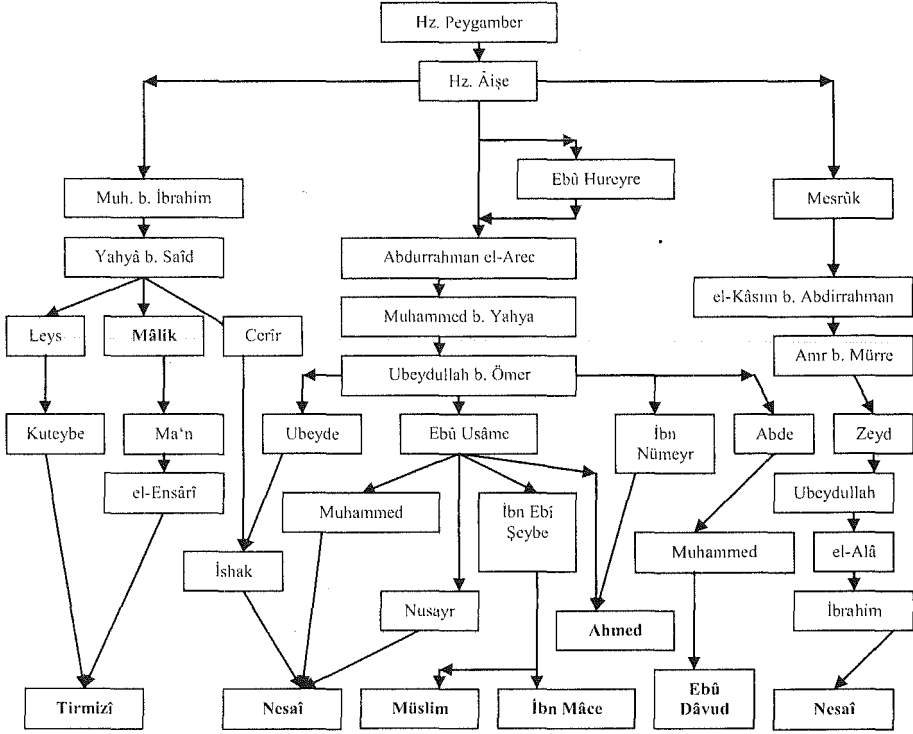 Hz. Peygamber
Hz. Âişe
Ebû Hureyre
Muh. b. İbrahim
Mesrûk
Yahyâ b. Saîd
Abdurrahman el-Arec
el-Kâsım b. Abdirrahman
Leys
Mâlik
Cerîr
Muhammed b. Yahya
Amr b. Mürre
Ubeydullah b. Ömer
Kuteybe
Ma'n
Ubeyde
Ebû Usâme
İbn
Nümeyr
Abde
Zeyd
el-Ensârî
Muhammed
İbn Ebî
Şeybe
Ubeydullah
Muhammed
el-Alâ
İshak
Nusayr
Ahmed
İbrahim
Tirmizî
Nesaî
Müslim
İbn Mâce
Ebû
Dâvud
Nesaî